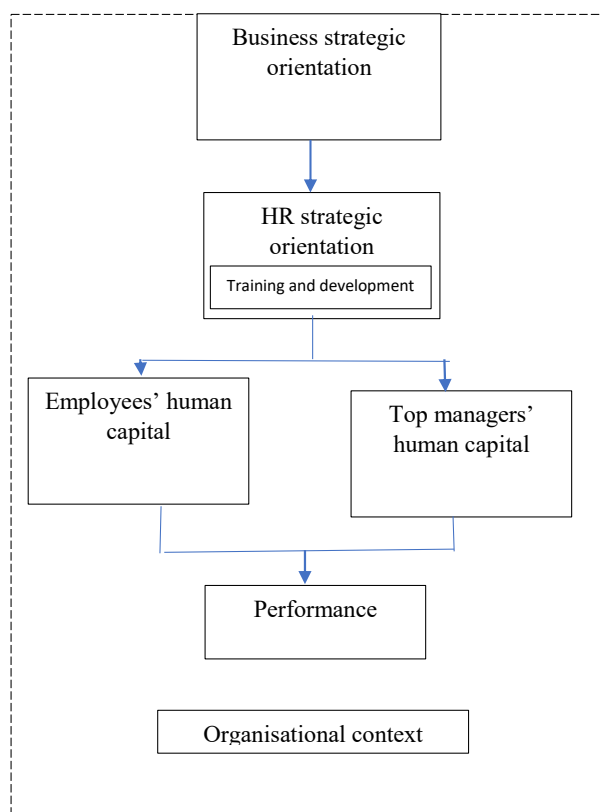 Business strategic
orientation
HR strategic
orientation
Training and development
Employees’ human
capital
Top managers’
human capital
Performance
Organisational context